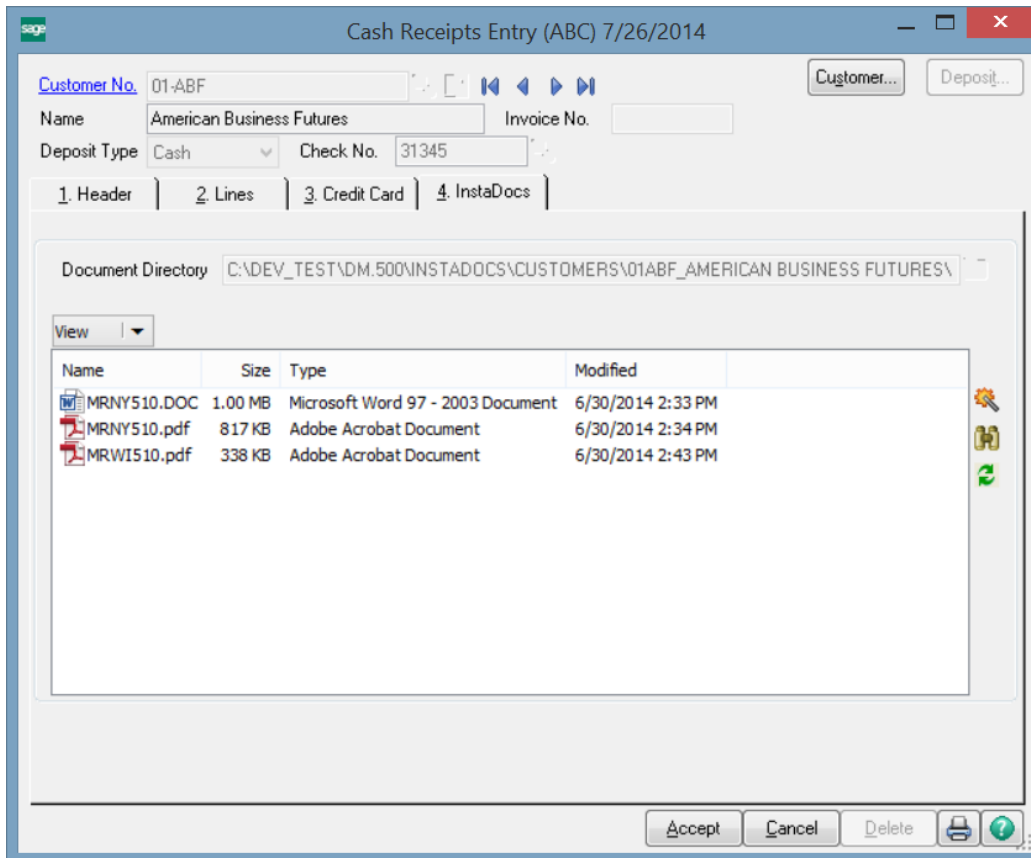 sage
Cash Receipts Entry (ABC) 7/26/2014
Customer No. 01-ABF
Customer... Deposit...
Name American Business Futures Invoice No.
Deposit Type Cash Check No. 31345
1. Header 2. Lines 3. Credit Card 4. InstaDocs
Document Directory C:\DEV_TEST\DM.500\INSTADOCS\CUSTOMERS\01ABF_AMERICAN BUSINESS FUTURES\
View
Name Size Type Modified
MRNY510.DOC 1.00 MB Microsoft Word 97 - 2003 Document 6/30/2014 2:33 PM
MRNY510.pdf 817 KB Adobe Acrobat Document 6/30/2014 2:34 PM
MRWI510.pdf 338 KB Adobe Acrobat Document 6/30/2014 2:43 PM
Accept Cancel Delete